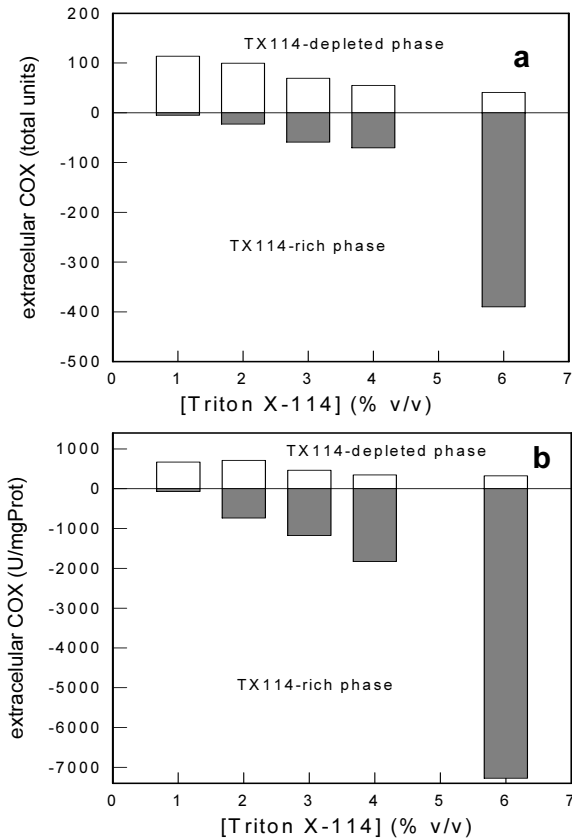 200
TX114-depleted phase
a
100
0
-100
-200
TX114-rich phase
-300
-400
-500
extracelular COX (total units)
0 1 2 3 4 5 6 7
[Triton X-114] (% v/v)
1000
TX114-depleted phase
b
0
-1000
-2000
-3000
-4000
-5000
TX114-rich phase
-6000
-7000
extracelular COX (U/mgProt)
0 1 2 3 4 5 6 7
[Triton X-114] (% v/v)